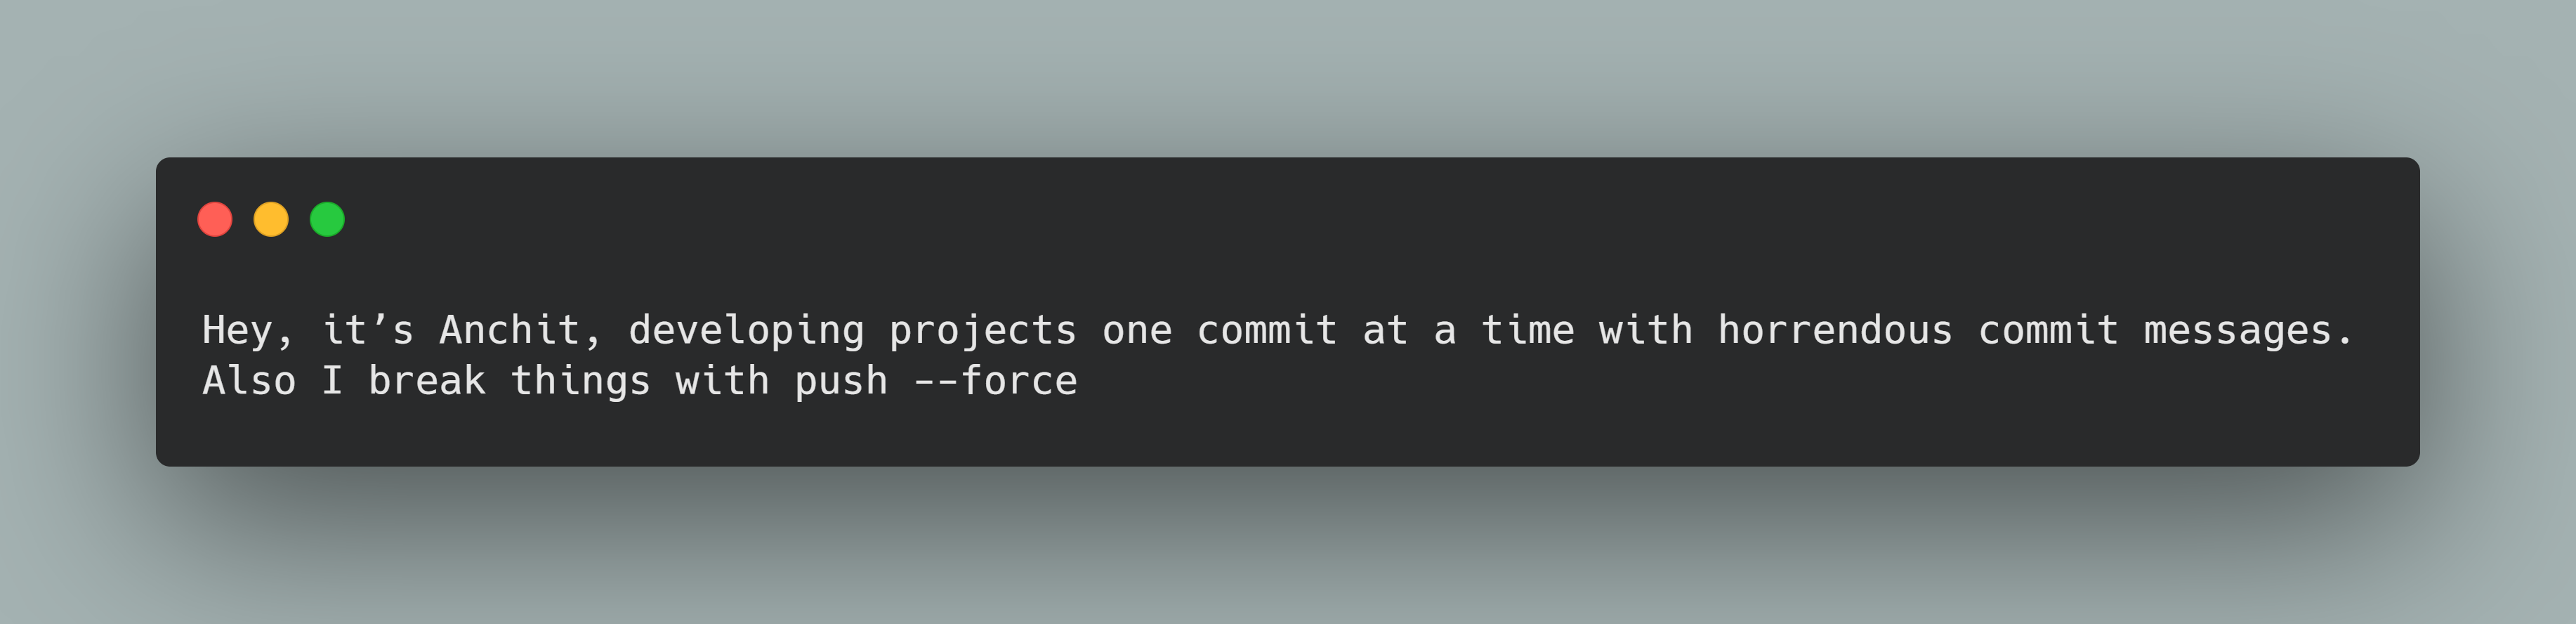 Hey, it’s Anchit, developing projects one commit at a time with horrendous commit messages.
Also I break things with push --force